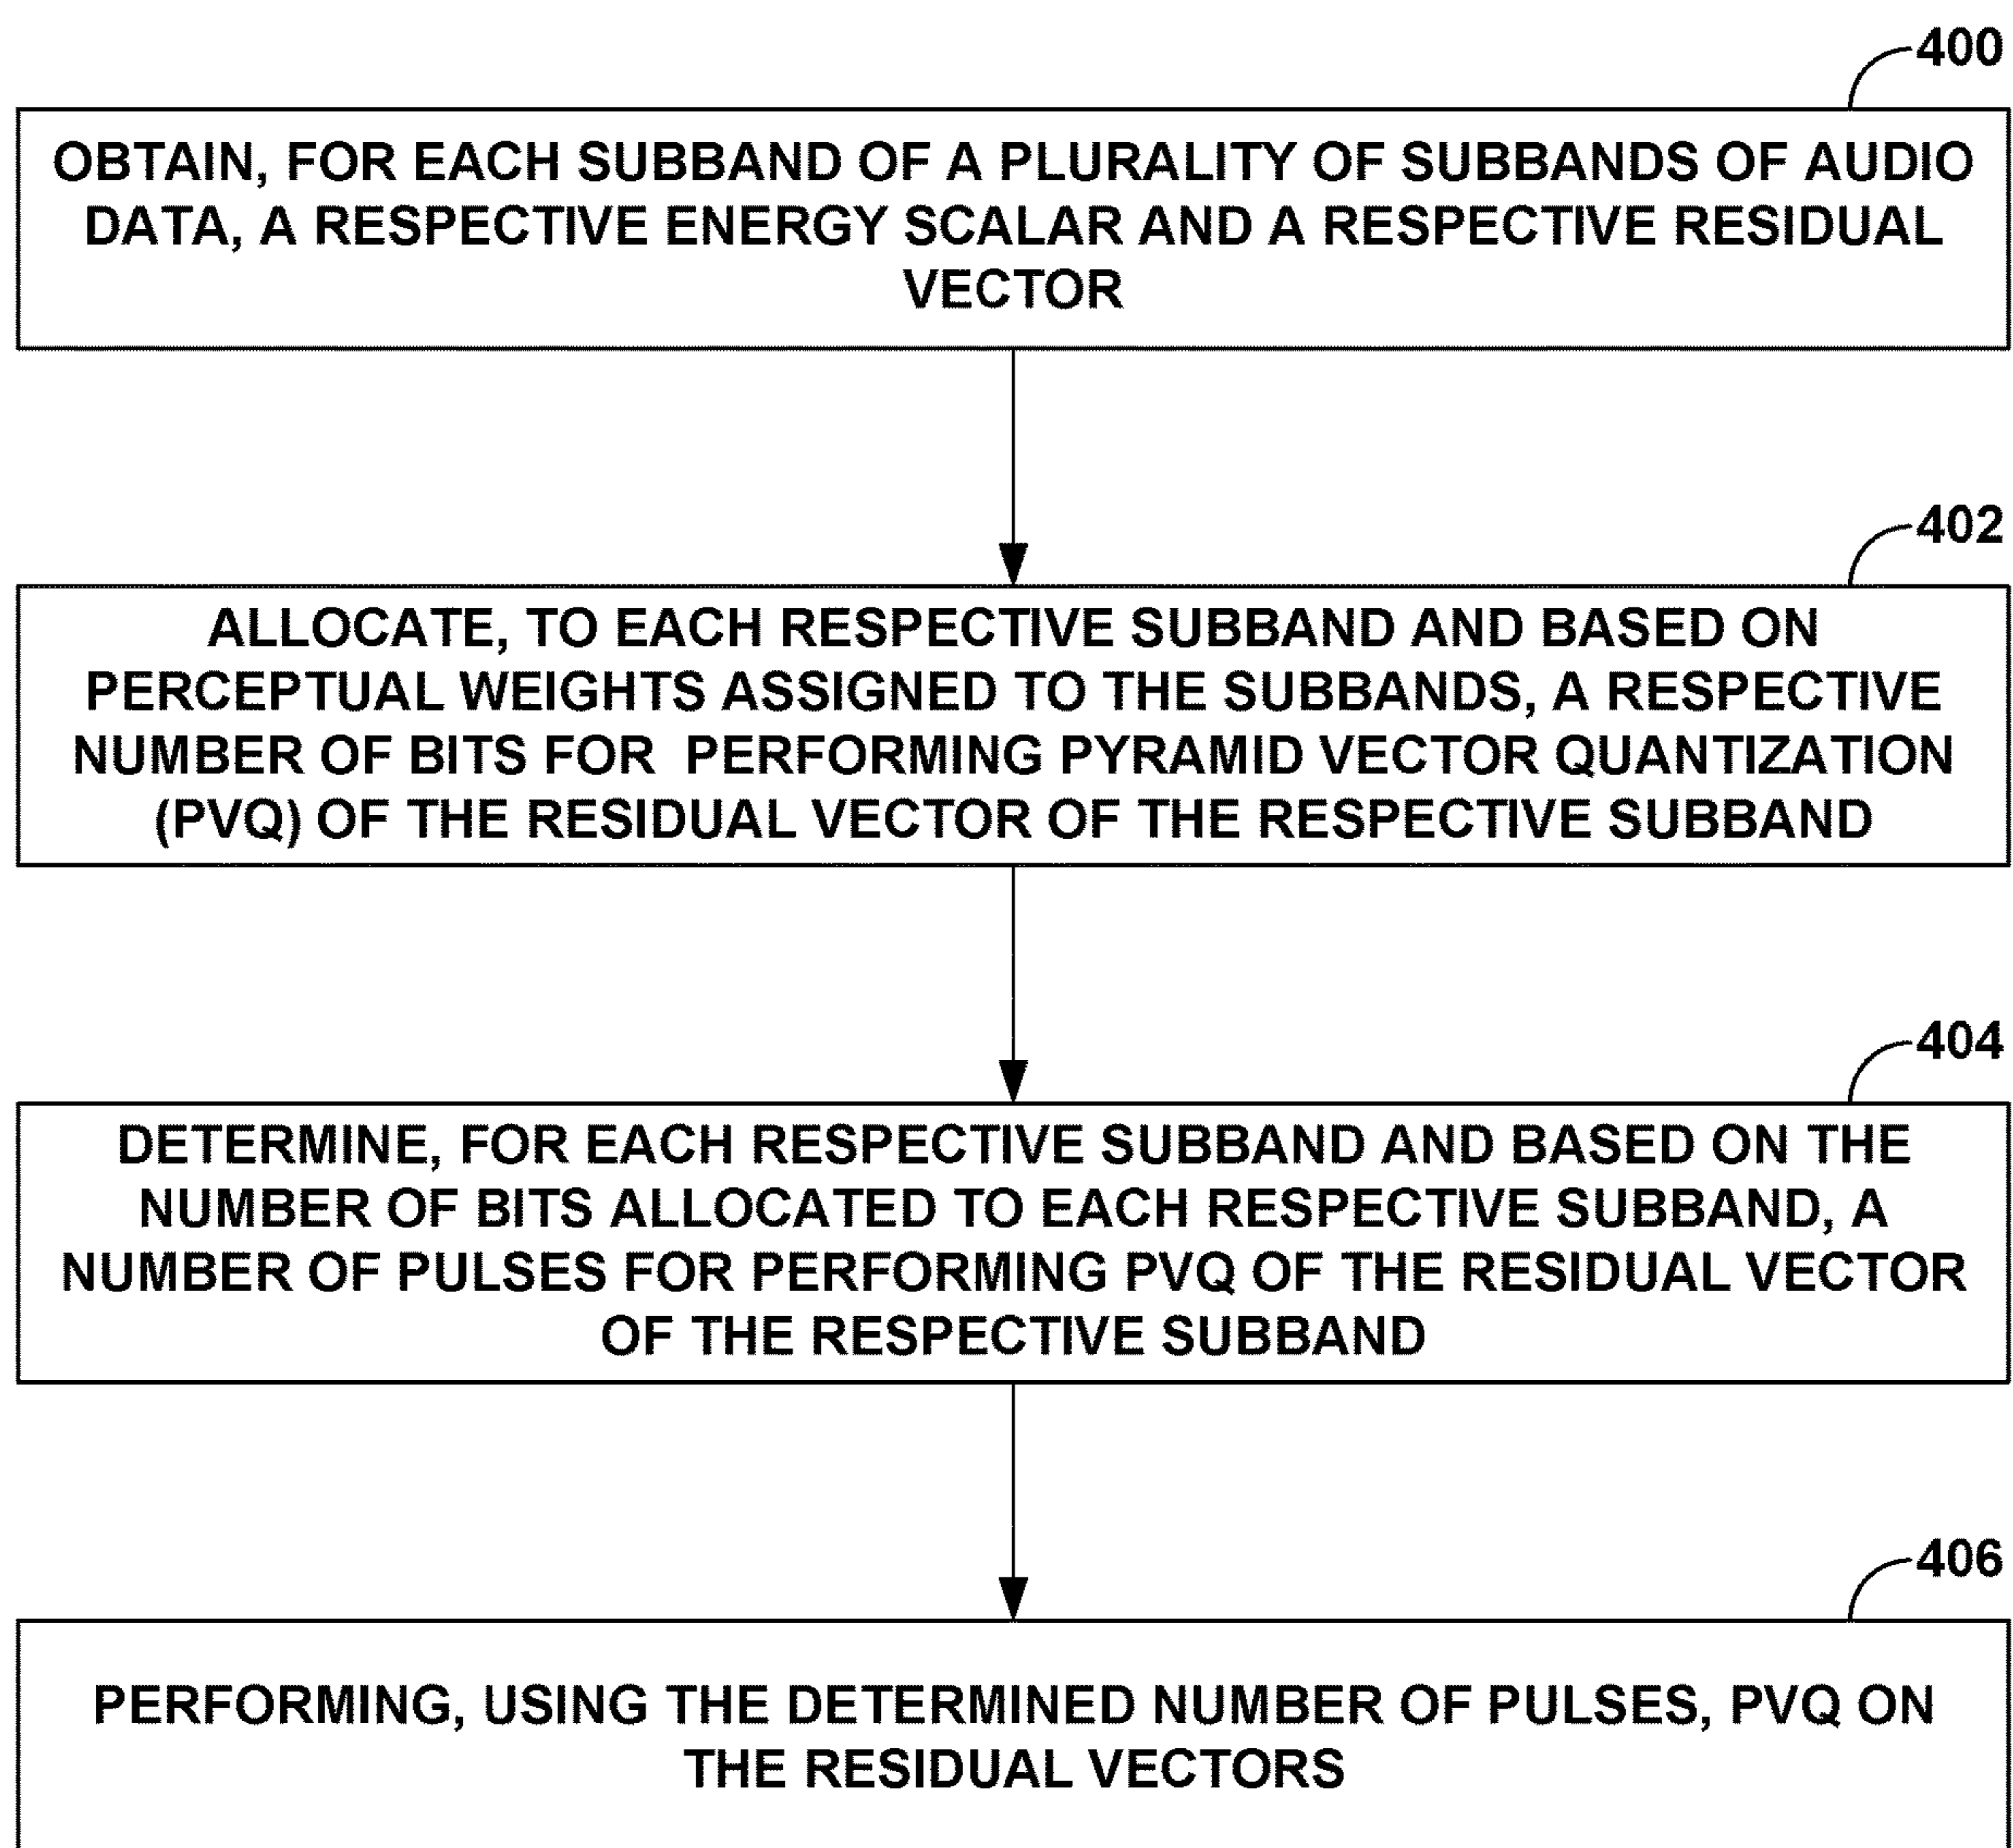 400
OBTAIN, FOR EACH SUBBAND OF A PLURALITY OF SUBBANDS OF AUDIO
DATA, A RESPECTIVE ENERGY SCALAR AND A RESPECTIVE RESIDUAL
VECTOR
402
ALLOCATE, TO EACH RESPECTIVE SUBBAND AND BASED ON
PERCEPTUAL WEIGHTS ASSIGNED TO THE SUBBANDS, A RESPECTIVE
NUMBER OF BITS FOR PERFORMING PYRAMID VECTOR QUANTIZATION
(PVQ) OF THE RESIDUAL VECTOR OF THE RESPECTIVE SUBBAND
404
DETERMINE, FOR EACH RESPECTIVE SUBBAND AND BASED ON THE
NUMBER OF BITS ALLOCATED TO EACH RESPECTIVE SUBBAND, A
NUMBER OF PULSES FOR PERFORMING PVQ OF THE RESIDUAL VECTOR
OF THE RESPECTIVE SUBBAND
406
PERFORMING, USING THE DETERMINED NUMBER OF PULSES, PVQ ON
THE RESIDUAL VECTORS